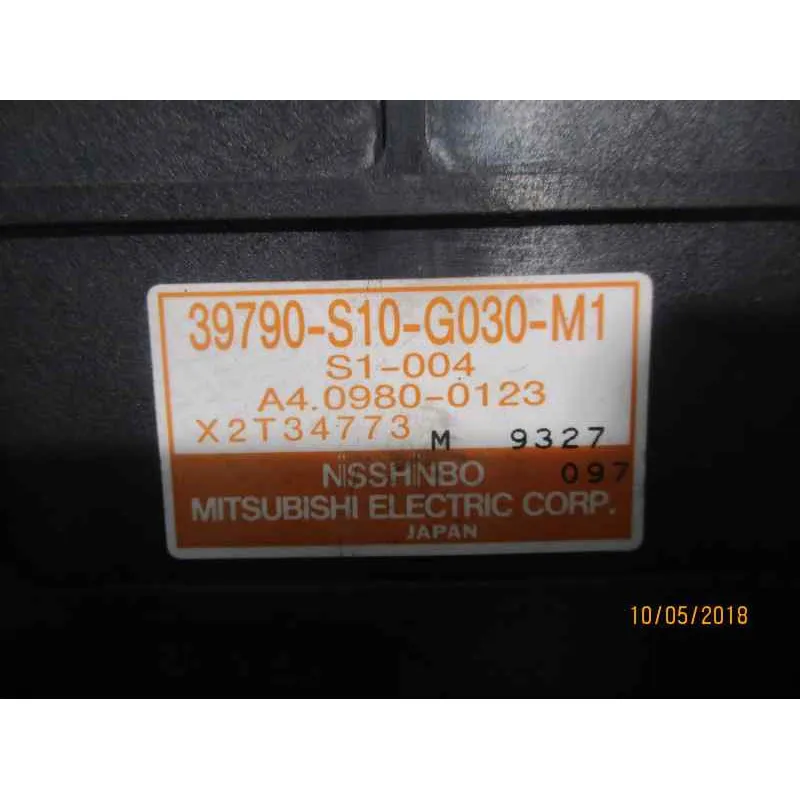 39790-S10-G030-M1
S1-004
A4.0980-0123
X2T34773 M 9327
NISSHINBO 097
MITSUBISHI ELECTRIC CORP.
JAPAN
10/05/2018